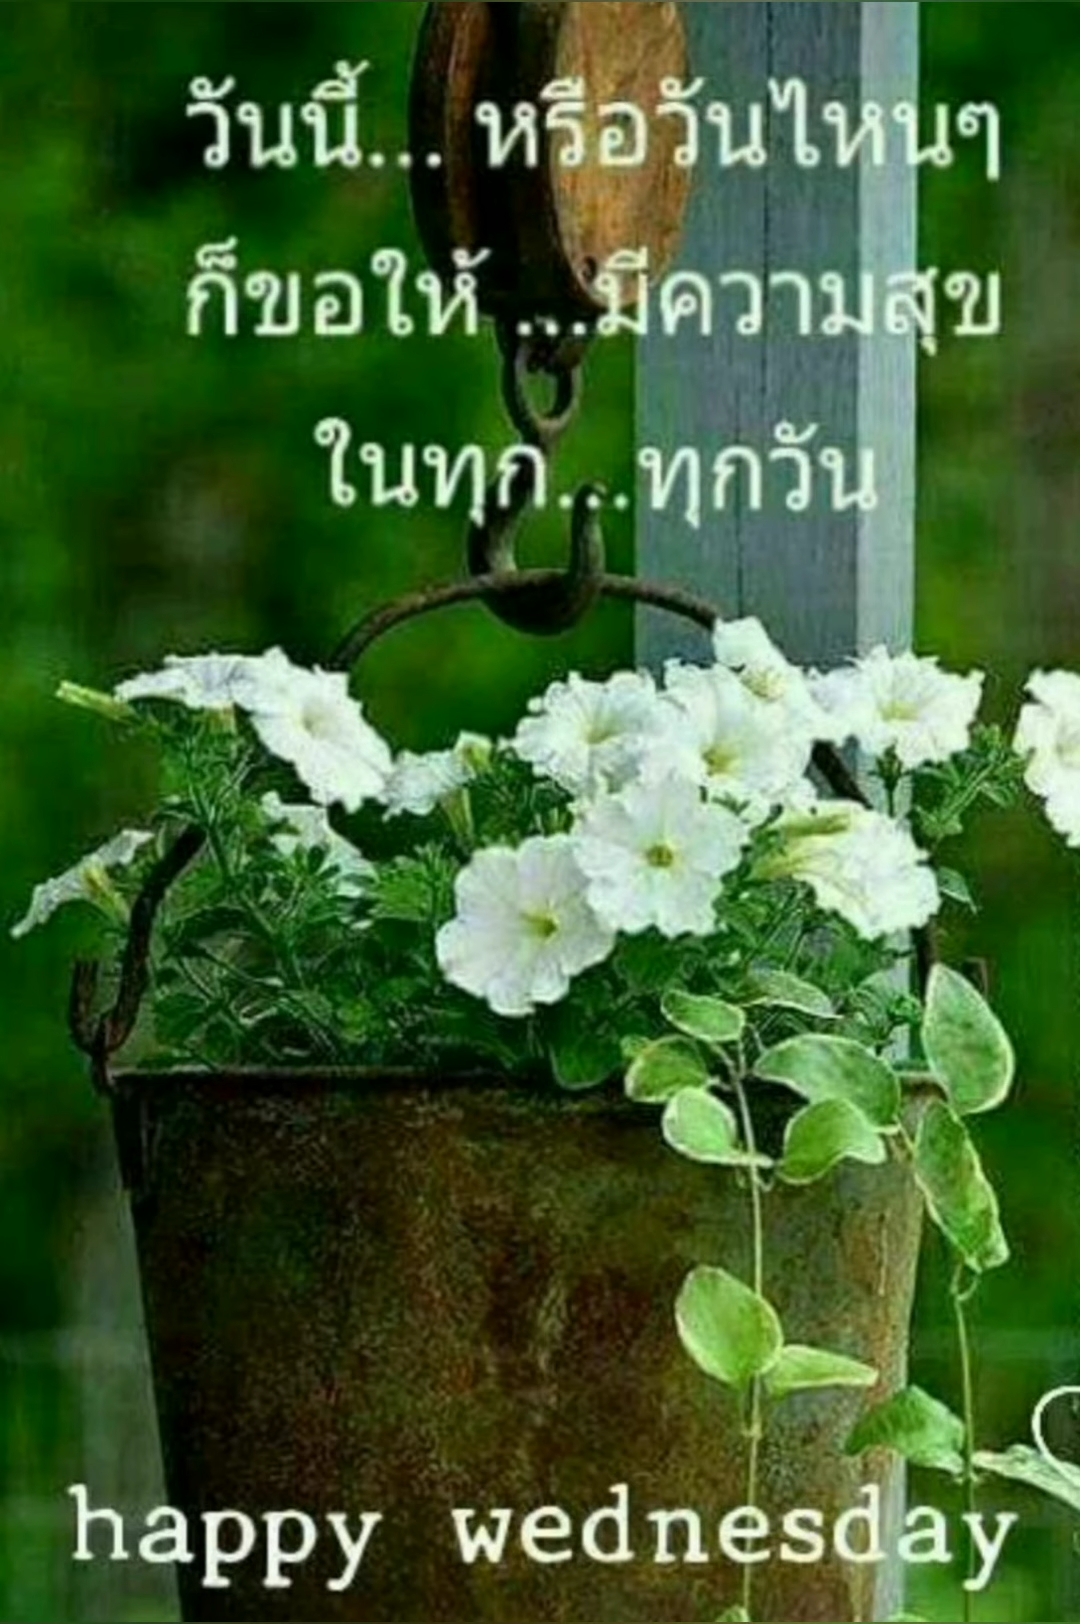 วันนี้... หรือวันไหนๆ
ก็ขอให้ ...มีความสุข
ในทุก...ทุกวัน
happy wednesday